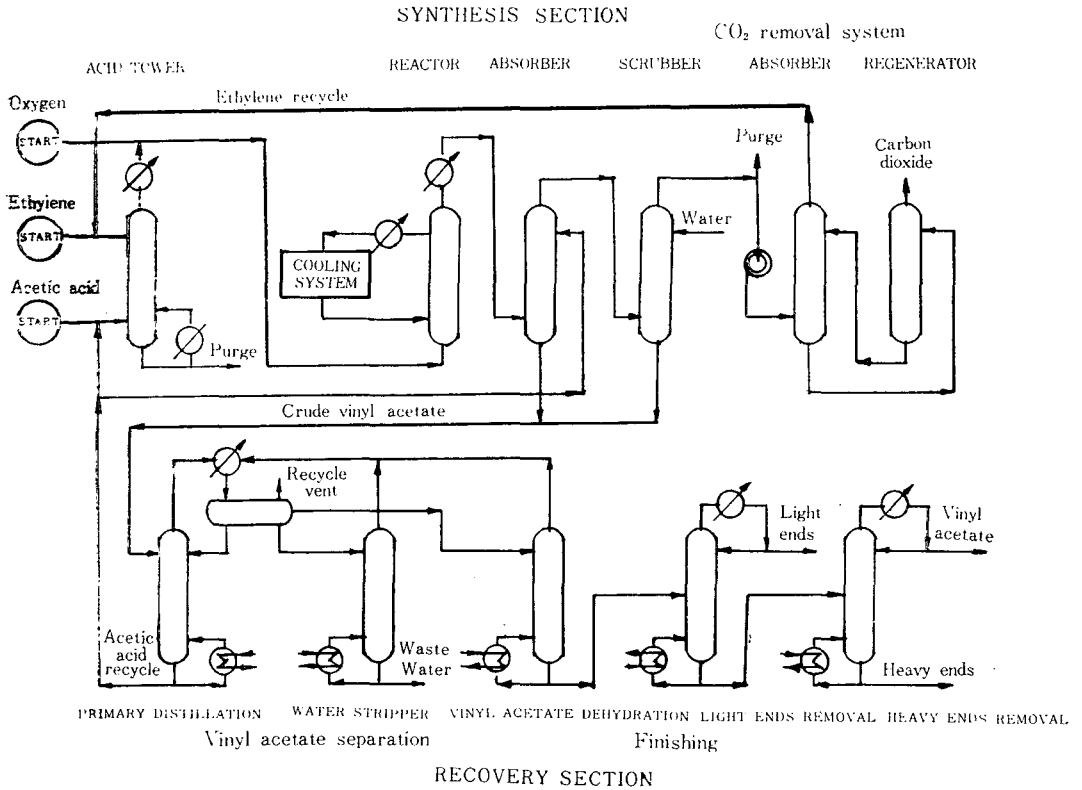 SYNTHESIS SECTION
CO₂ removal system
ACID TOWER
REACTOR
ABSORBER
SCRUBBER
ABSORBER
REGENERATOR
Oxygen
START
Ethylene recycle
Purge
Carbon
dioxide
Ethyiene
START
Water
COOLING
SYSTEM
Acetic acid
START
Purge
Crude vinyl acetate
Recycle
vent
Light
ends
Vinyl
acetate
Acetic
acid
recycle
Waste
Water
Heavy ends
PRIMARY DISTILLATION
WATER STRIPPER
VINYL ACETATE DEHYDRATION
LIGHT ENDS REMOVAL
HEAVY ENDS REMOVAL
Vinyl acetate separation
Finishing
RECOVERY SECTION